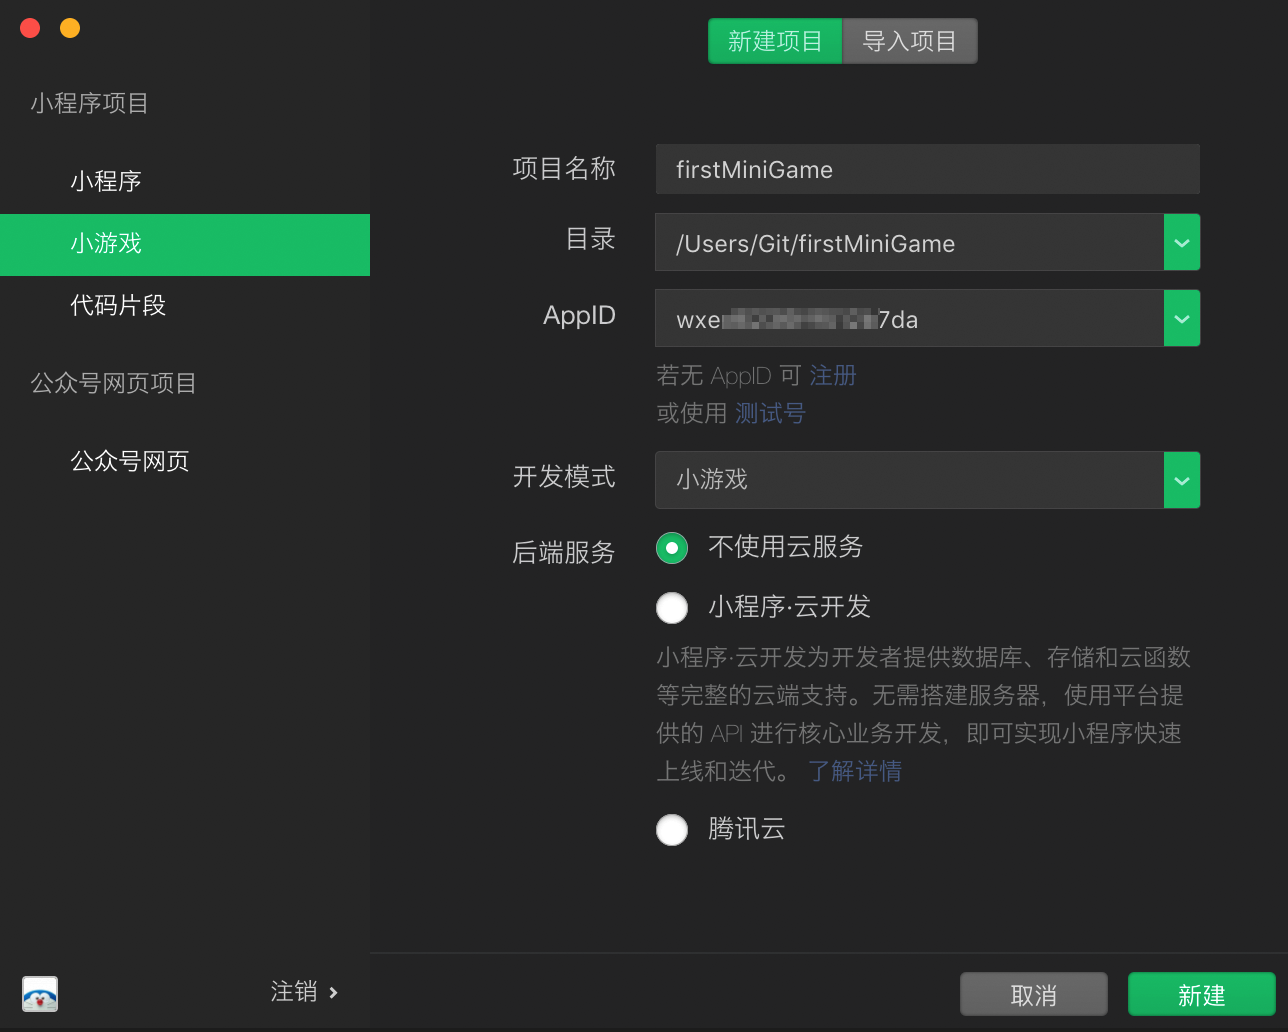 新建项目
导入项目
小程序项目
小程序
小游戏
代码片段
公众号网页项目
公众号网页
项目名称
firstMiniGame
目录
/Users/Git/firstMiniGame
AppID
wxe 7da
若无 AppID 可 注册
或使用 测试号
开发模式
小游戏
后端服务
不使用云服务
小程序·云开发
小程序·云开发为开发者提供数据库、存储和云函数
等完整的云端支持。无需搭建服务器，使用平台提
供的 API 进行核心业务开发，即可实现小程序快速
上线和迭代。 了解详情
腾讯云
注销
取消
新建